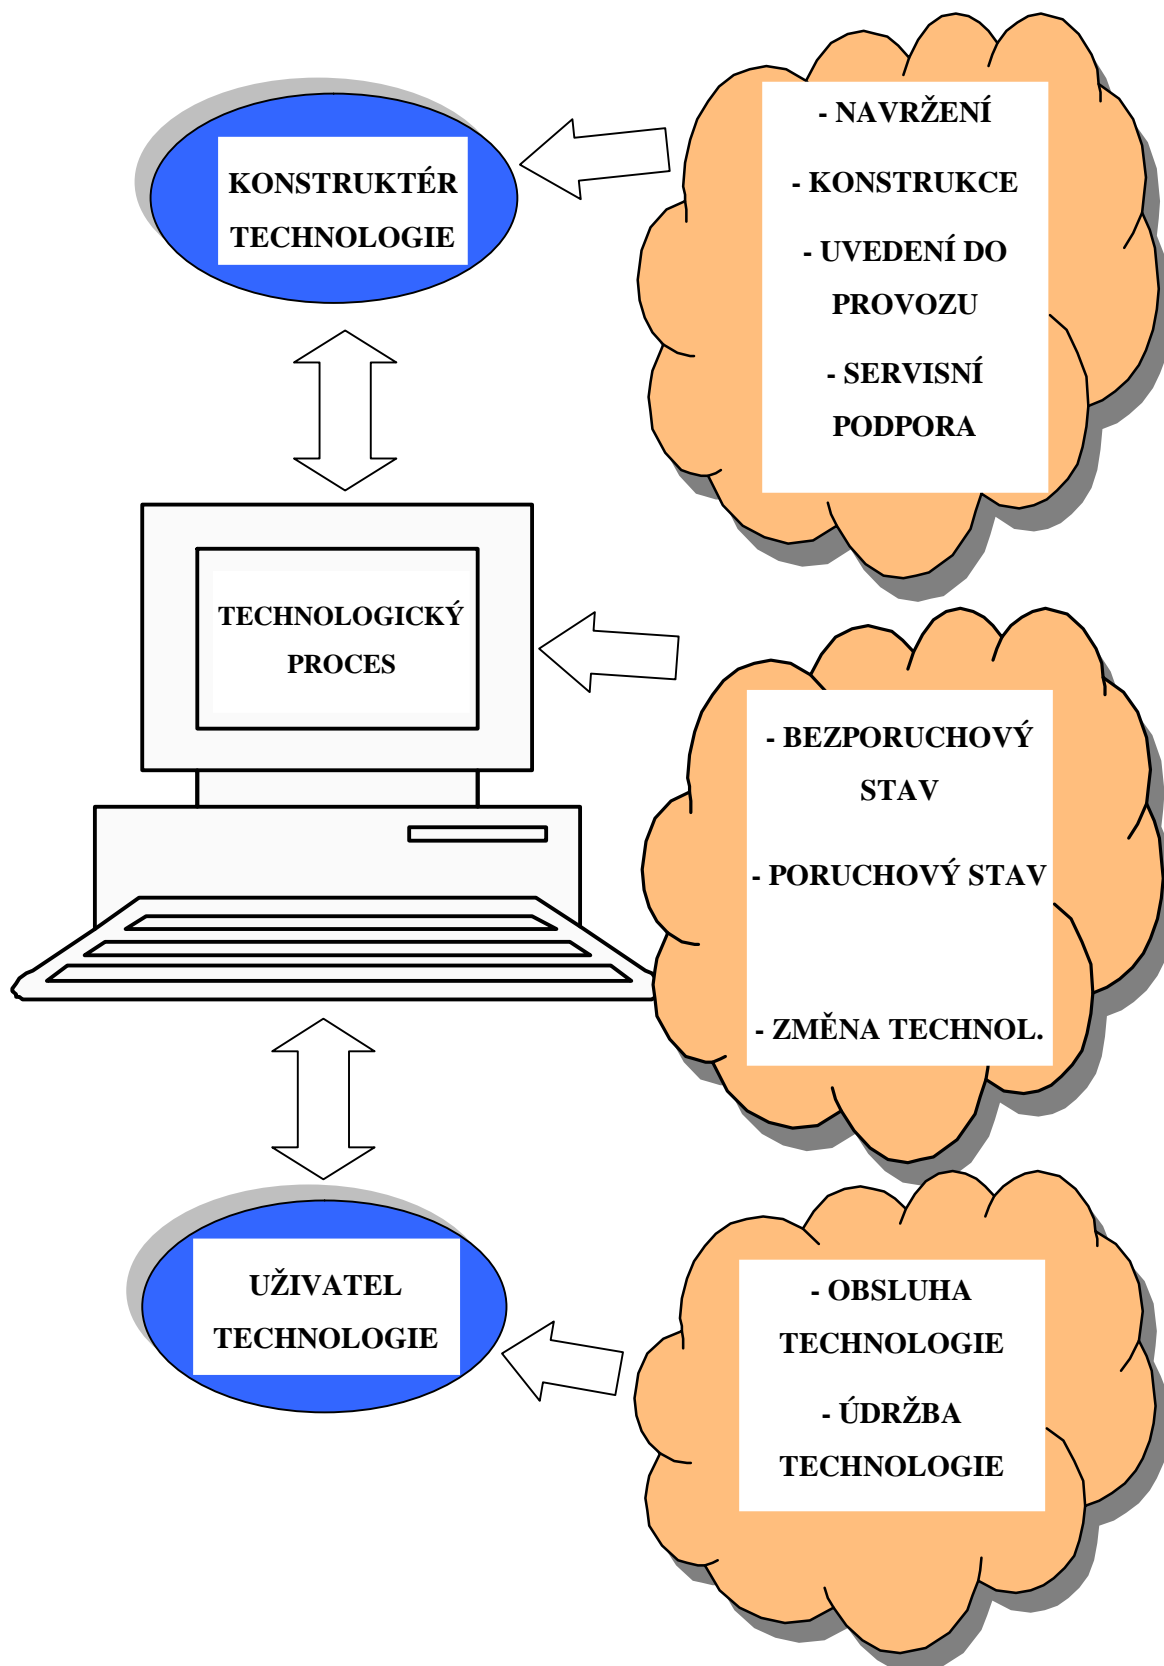 KONSTRUKTÉR
TECHNOLOGIE
- NAVRŽENÍ
- KONSTRUKCE
- UVEDENÍ DO
PROVOZU
- SERVISNÍ
PODPORA
TECHNOLOGICKÝ
PROCES
- BEZPORUCHOVÝ
STAV
- PORUCHOVÝ STAV
- ZMĚNA TECHNOL.
UŽIVATEL
TECHNOLOGIE
- OBSLUHA
TECHNOLOGIE
- ÚDRŽBA
TECHNOLOGIE